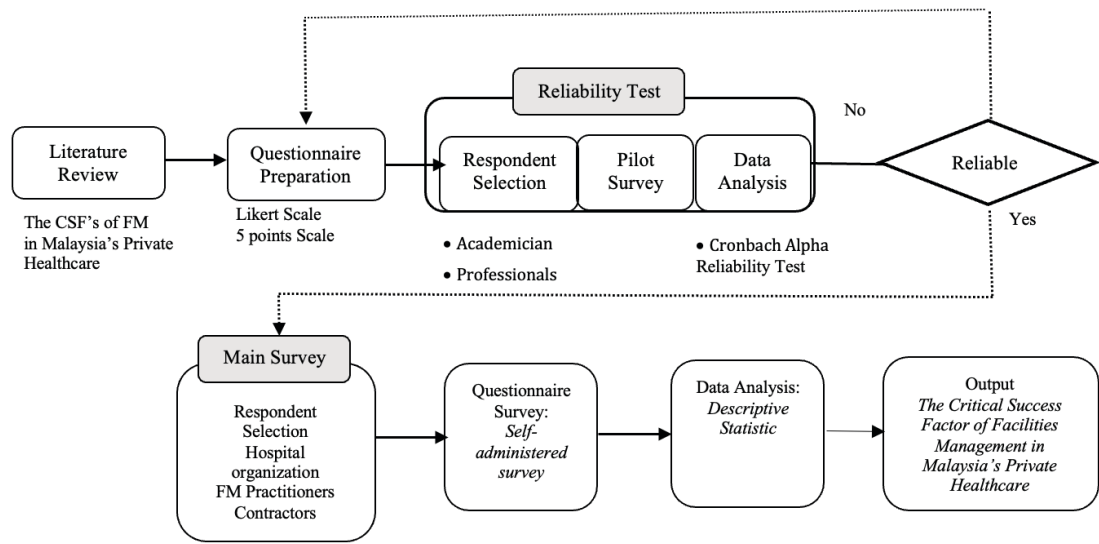 Reliability Test
No
Literature
Review
Questionnaire
Preparation
Respondent
Selection
Pilot
Survey
Data
Analysis
Reliable
The CSF’s of FM
in Malaysia’s Private
Healthcare
Likert Scale
5 points Scale
• Academician
• Professionals
• Cronbach Alpha
Reliability Test
Yes
Main Survey
Respondent
Selection
Hospital
organization
FM Practitioners
Contractors
Questionnaire
Survey:
Self-
administered
survey
Data Analysis:
Descriptive
Statistic
Output
The Critical Success
Factor of Facilities
Management in
Malaysia’s Private
Healthcare